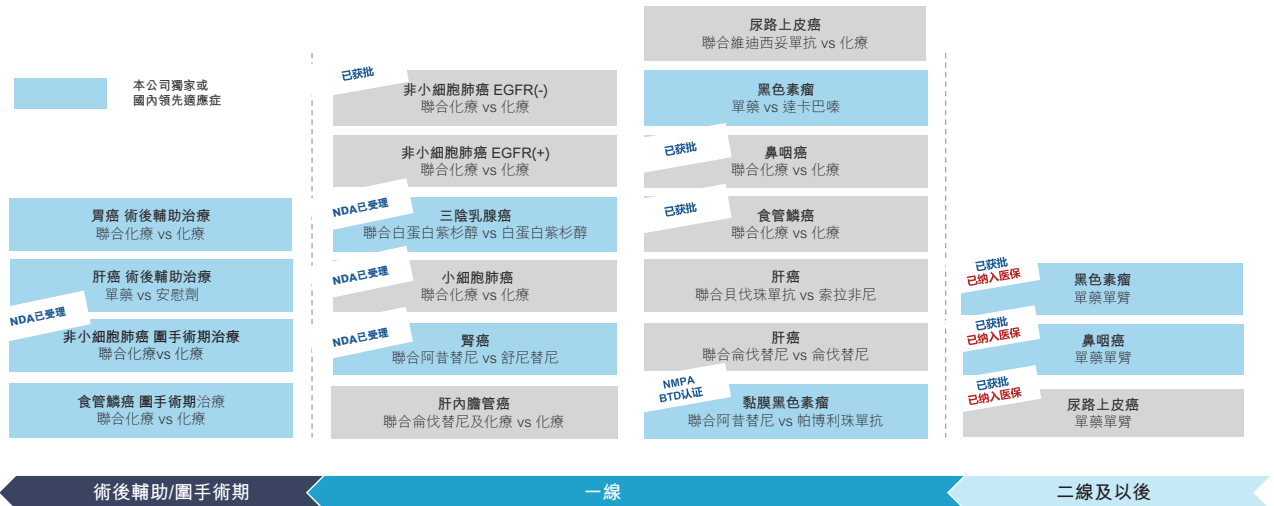 本公司獨家或
國內領先適應症
胃癌 術後輔助治療
聯合化療 vs 化療
肝癌 術後輔助治療
單藥 vs 安慰劑
NDA已受理
非小細胞肺癌 圍手術期治療
聯合化療vs 化療
食管鱗癌 圍手術期治療
聯合化療 vs 化療
已获批
非小細胞肺癌 EGFR(-)
聯合化療 vs 化療
非小細胞肺癌 EGFR(+)
聯合化療 vs 化療
NDA已受理
三陰乳腺癌
聯合白蛋白紫杉醇 vs 白蛋白紫杉醇
NDA已受理
小細胞肺癌
聯合化療 vs 化療
NDA已受理
腎癌
聯合阿昔替尼 vs 舒尼替尼
肝內膽管癌
聯合侖伐替尼及化療 vs 化療
尿路上皮癌
聯合維迪西妥單抗 vs 化療
黑色素瘤
單藥 vs 達卡巴嗪
已获批
鼻咽癌
聯合化療 vs 化療
已获批
食管鱗癌
聯合化療 vs 化療
肝癌
聯合貝伐珠單抗 vs 索拉非尼
肝癌
聯合侖伐替尼 vs 侖伐替尼
NMPA
BTD认证
黏膜黑色素瘤
聯合阿昔替尼 vs 帕博利珠單抗
已获批
已纳入医保
黑色素瘤
單藥單臂
已获批
已纳入医保
鼻咽癌
單藥單臂
已获批
已纳入医保
尿路上皮癌
單藥單臂
術後輔助/圍手術期
一線
二線及以後